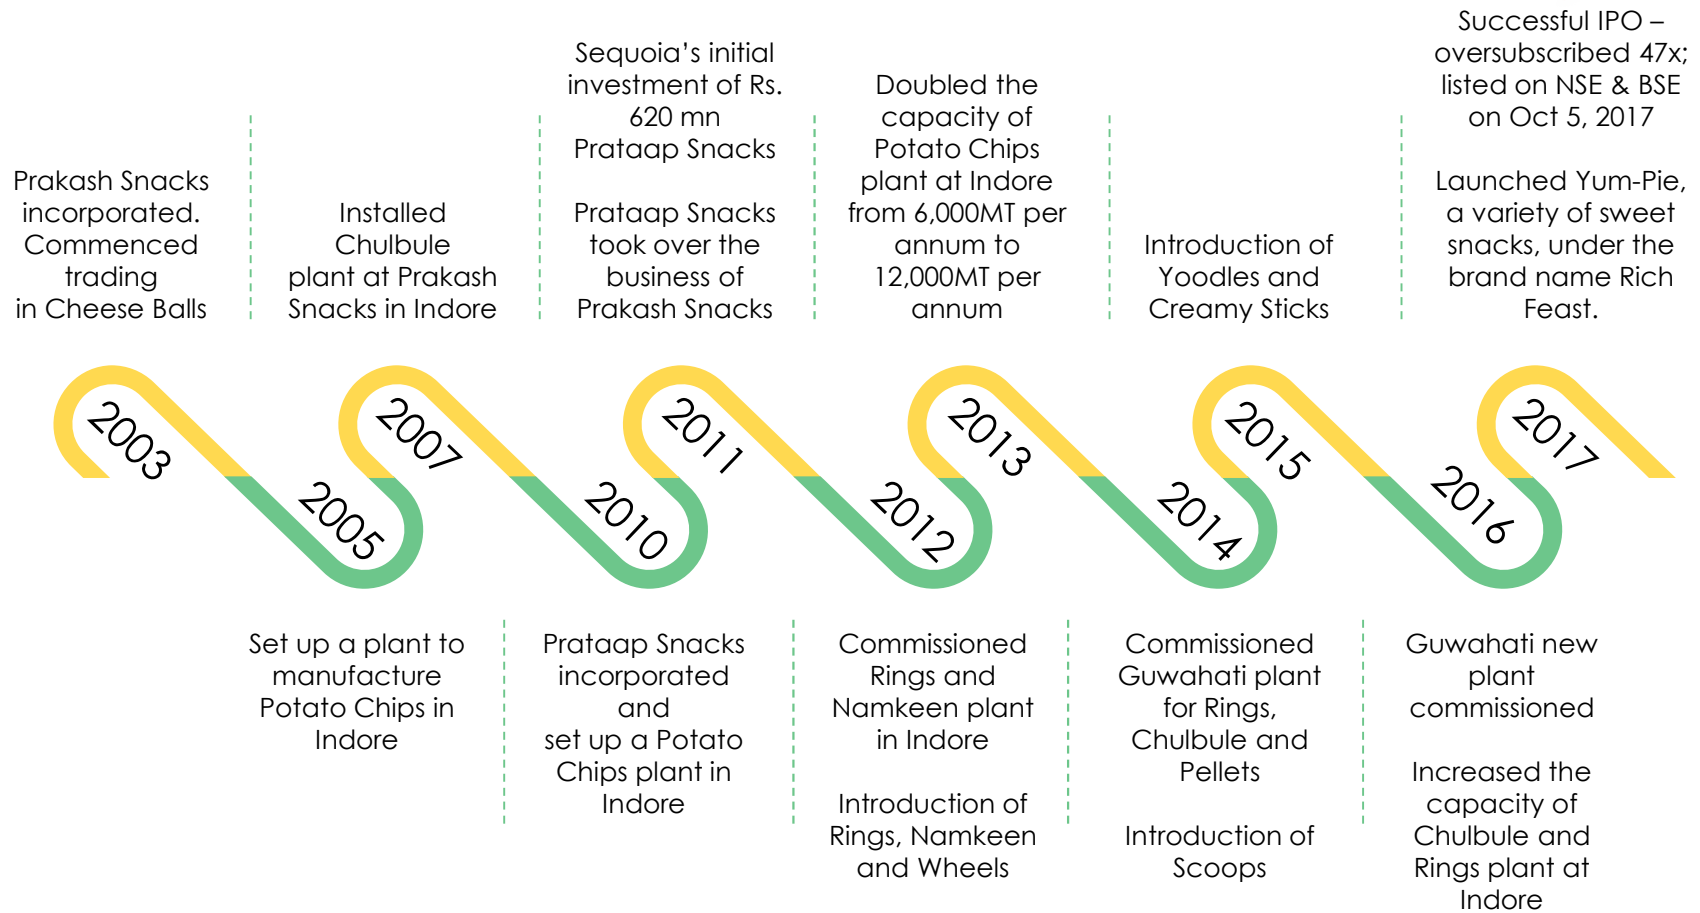 Prakash Snacks
incorporated.
Commenced
trading
in Cheese Balls
Installed
Chulbule
plant at Prakash
Snacks in Indore
Sequoia’s initial
investment of Rs.
620 mn
Prataap Snacks
Prataap Snacks
took over the
business of
Prakash Snacks
Doubled the
capacity of
Potato Chips
plant at Indore
from 6,000MT per
annum to
12,000MT per
annum
Introduction of
Yoodles and
Creamy Sticks
Successful IPO –
oversubscribed 47x;
listed on NSE & BSE
on Oct 5, 2017
Launched Yum-Pie,
a variety of sweet
snacks, under the
brand name Rich
Feast.
2003
2005
2007
2010
2011
2012
2013
2014
2015
2016
2017
Set up a plant to
manufacture
Potato Chips in
Indore
Prataap Snacks
incorporated
and
set up a Potato
Chips plant in
Indore
Commissioned
Rings and
Namkeen plant
in Indore
Introduction of
Rings, Namkeen
and Wheels
Commissioned
Guwahati plant
for Rings,
Chulbule and
Pellets
Introduction of
Scoops
Guwahati new
plant
commissioned
Increased the
capacity of
Chulbule and
Rings plant at
Indore